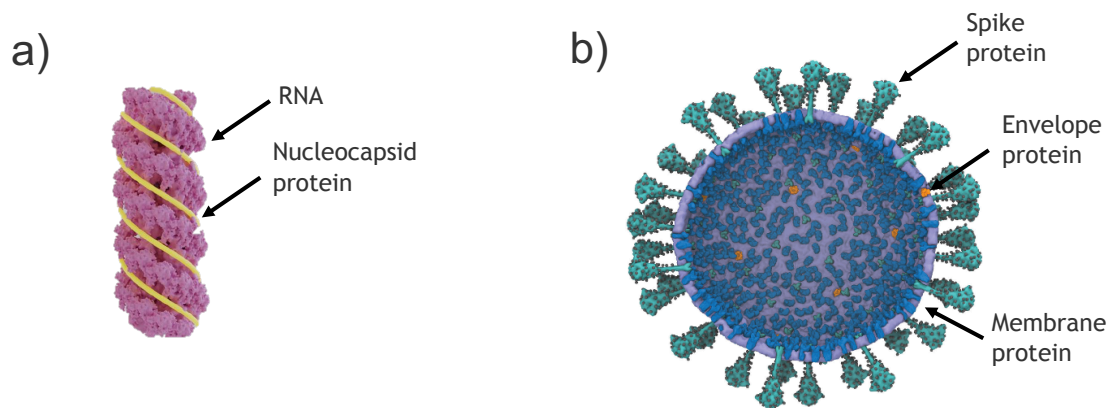 a)
RNA
Nucleocapsid
protein
b)
Spike
protein
Envelope
protein
Membrane
protein